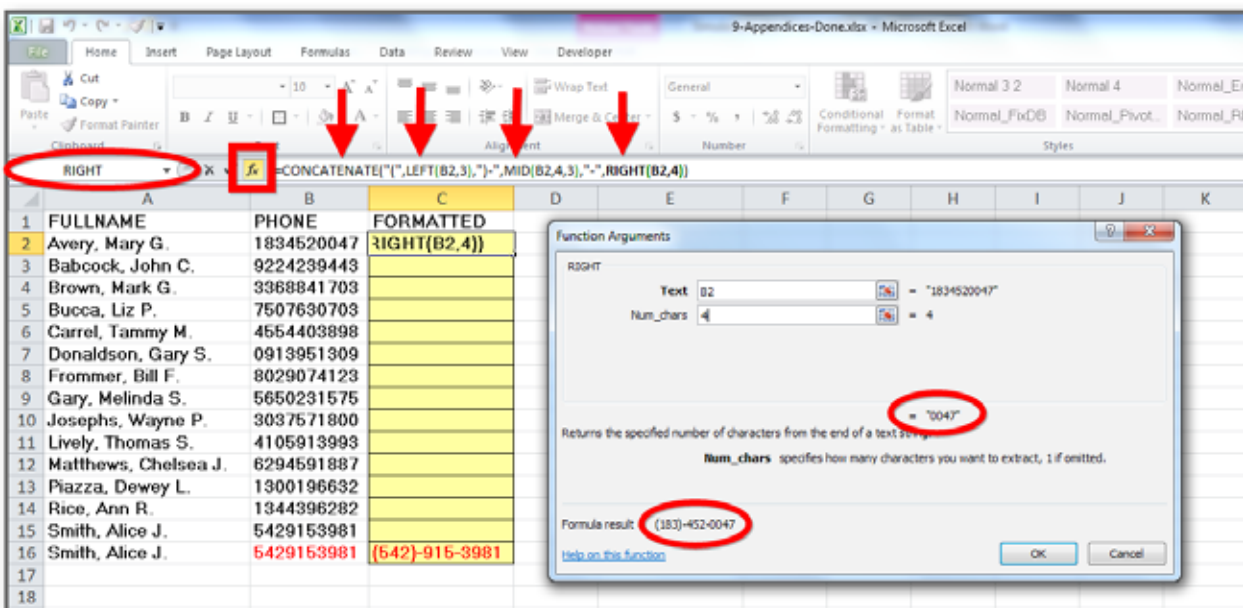 9-Appendices-Done.xlsx - Microsoft Excel
File Home Insert Page Layout Formulas Data Review View Developer
Cut
Copy
Format Painter
Paste
10 A A
B I U A
Wrap Text
Merge & Center
General
$ % ,
Conditional Formatting
Format as Table
Normal 3 2 Normal 4
Normal_FixDB Normal_Pivot...
Clipboard Number Styles
RIGHT fx =CONCATENATE("(",LEFT(B2,3),")-",MID(B2,4,3),"-",RIGHT(B2,4))
A B C D E F G H I J K
1 FULLNAME PHONE FORMATTED
2 Avery, Mary G. 1834520047 RIGHT(B2,4))
3 Babcock, John C. 9224239443
4 Brown, Mark G. 3368841703
5 Bucca, Liz P. 7507630703
6 Carrel, Tammy M. 4554403898
7 Donaldson, Gary S. 0913951309
8 Frommer, Bill F. 8029074123
9 Gary, Melinda S. 5650231575
10 Josephs, Wayne P. 3037571800
11 Lively, Thomas S. 4105913993
12 Matthews, Chelsea J. 6294591887
13 Piazza, Dewey L. 1300196632
14 Rice, Ann R. 1344396282
15 Smith, Alice J. 5429153981
16 Smith, Alice J. 5429153981 (542)-915-3981
17
18
Function Arguments
RIGHT
Text B2 = "1834520047"
Num_chars 4 = 4
= "0047"
Returns the specified number of characters from the end of a text string.
Num_chars specifies how many characters you want to extract, 1 if omitted.
Formula result (183)-452-0047
Help on this function
OK Cancel